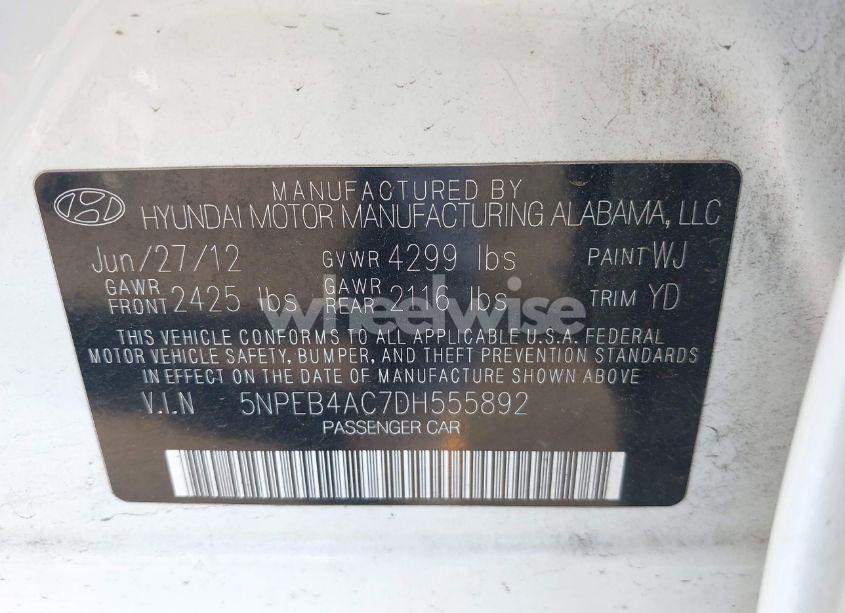 MANUFACTURED BY
HYUNDAI MOTOR MANUFACTURING ALABAMA, LLC
Jun/27/12 GVWR 4299 lbs PAINT WJ
GAWR FRONT 2425 lbs GAWR REAR 2116 lbs TRIM YD
wheelwise
THIS VEHICLE CONFORMS TO ALL APPLICABLE U.S.A. FEDERAL
MOTOR VEHICLE SAFETY, BUMPER, AND THEFT PREVENTION STANDARDS
IN EFFECT ON THE DATE OF MANUFACTURE SHOWN ABOVE
V.I.N 5NPEB4AC7DH555892
PASSENGER CAR